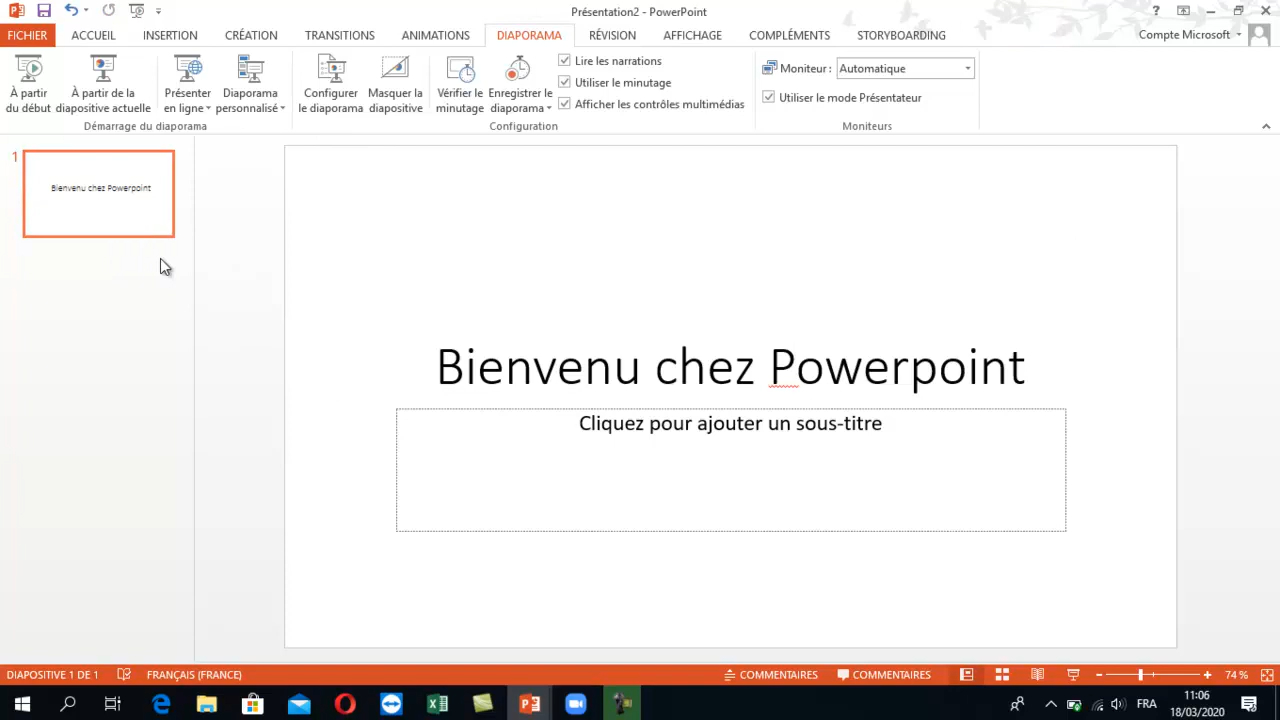 Présentation2 - PowerPoint
FICHIER ACCUEIL INSERTION CRÉATION TRANSITIONS ANIMATIONS DIAPORAMA RÉVISION AFFICHAGE COMPLÉMENTS STORYBOARDING Compte Microsoft
À partir du début
À partir de la diapositive actuelle
Présenter en ligne
Diaporama personnalisé
Démarrage du diaporama
Configurer le diaporama
Masquer la diapositive
Vérifier le minutage
Enregistrer le diaporama
Lire les narrations
Utiliser le minutage
Afficher les contrôles multimédias
Configuration
Moniteur : Automatique
Utiliser le mode Présentateur
Moniteurs
1
Bienvenu chez Powerpoint
Bienvenu chez Powerpoint
Cliquez pour ajouter un sous-titre
DIAPOSITIVE 1 DE 1 FRANÇAIS (FRANCE) COMMENTAIRES COMMENTAIRES 74 %
FRA 11:06
18/03/2020